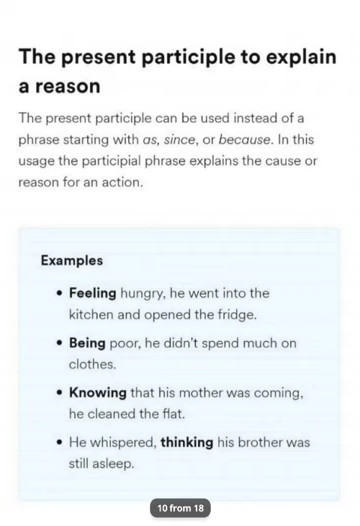 The present participle to explain
a reason
The present participle can be used instead of a
phrase starting with as, since, or because. In this
usage the participial phrase explains the cause or
reason for an action.
Examples
• Feeling hungry, he went into the
kitchen and opened the fridge.
• Being poor, he didn't spend much on
clothes.
• Knowing that his mother was coming,
he cleaned the flat.
• He whispered, thinking his brother was
still asleep.
10 from 18